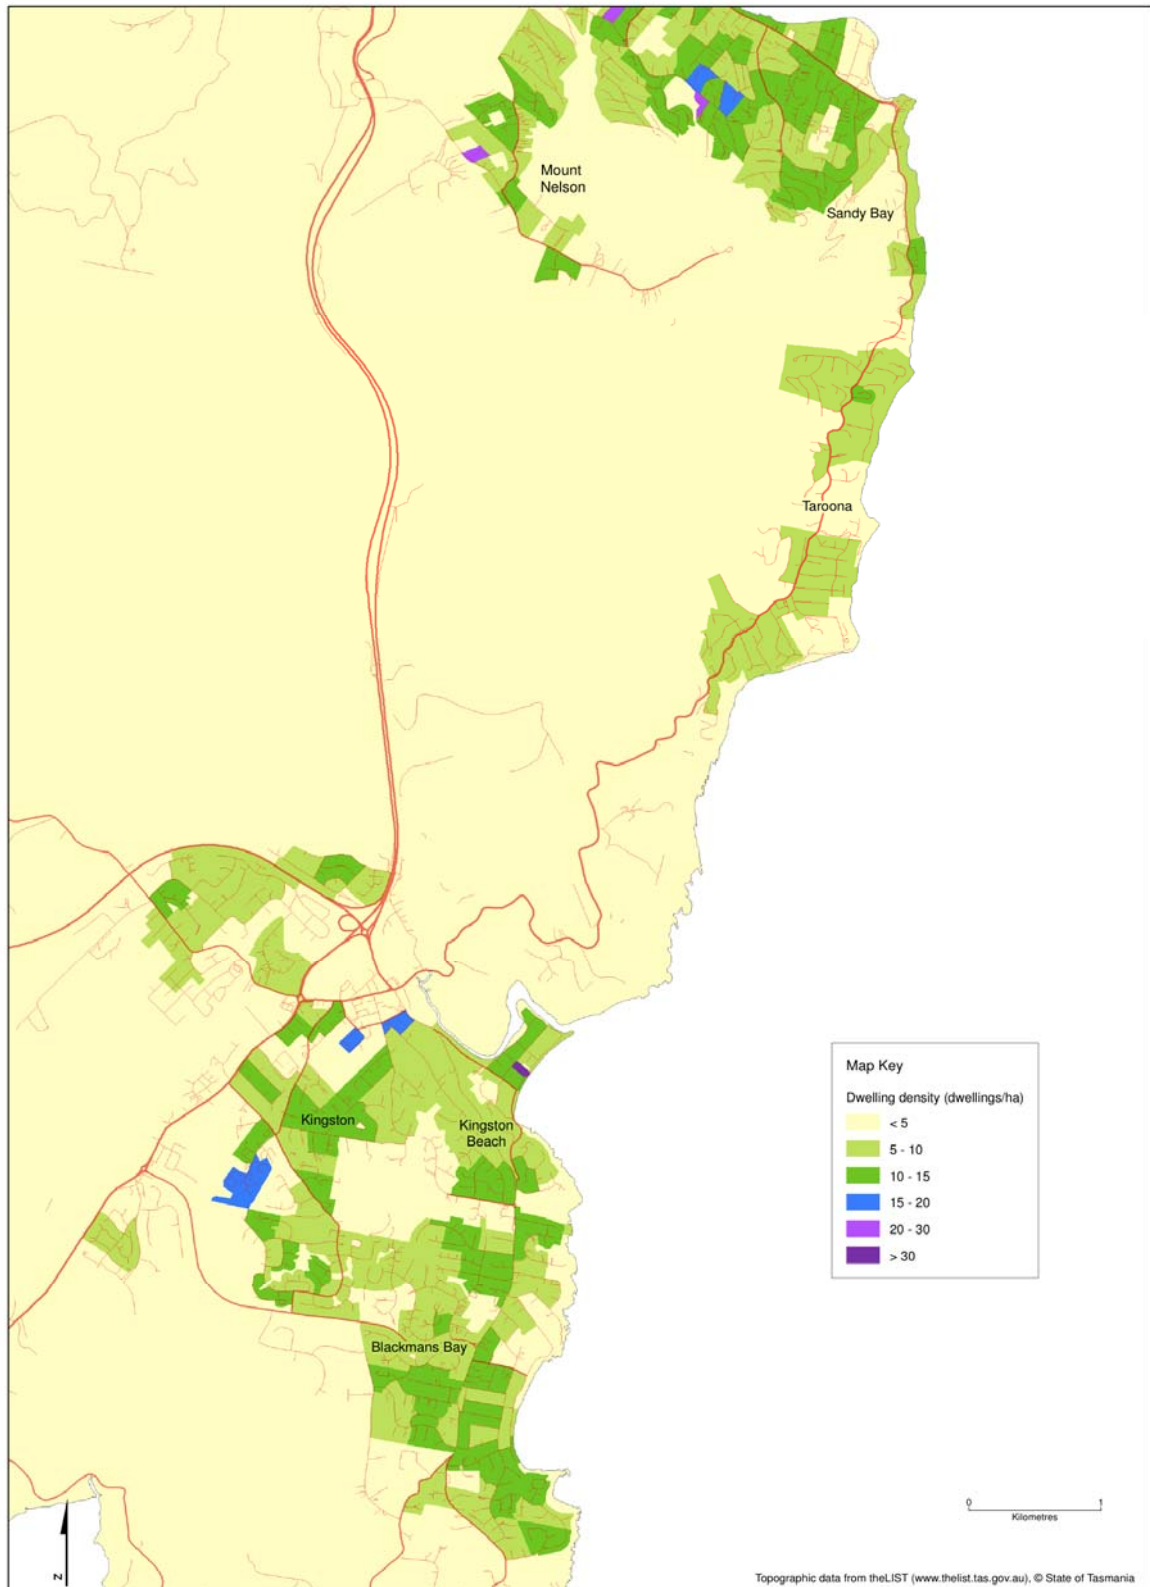 Mount
Nelson
Sandy Bay
Taroona
Kingston
Kingston
Beach
Blackmans Bay
Map Key
Dwelling density (dwellings/ha)
< 5
5 - 10
10 - 15
15 - 20
20 - 30
> 30
0 1
Kilometres
N
Topographic data from theLIST (www.thelist.tas.gov.au), © State of Tasmania